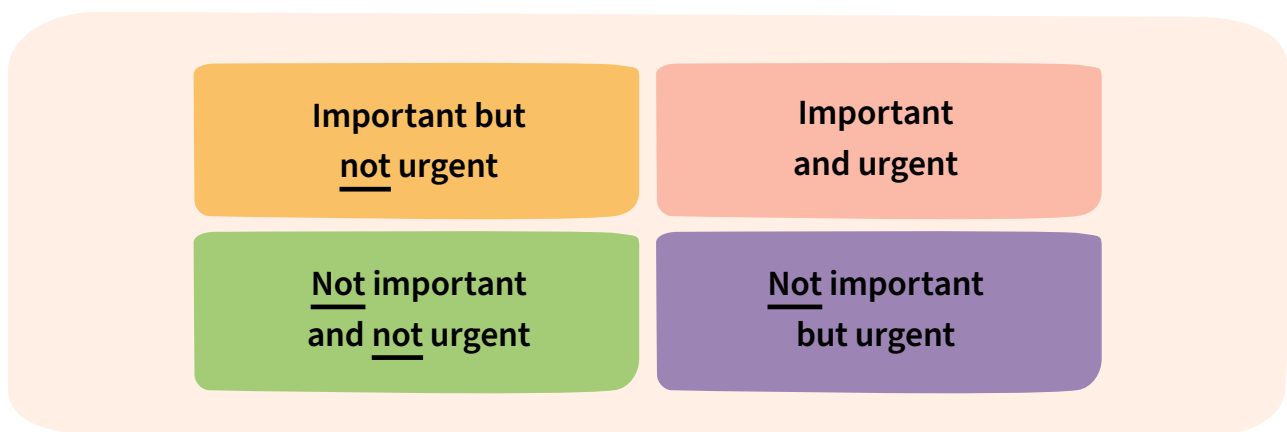 Important but
not urgent
Important
and urgent
Not important
and not urgent
Not important
but urgent